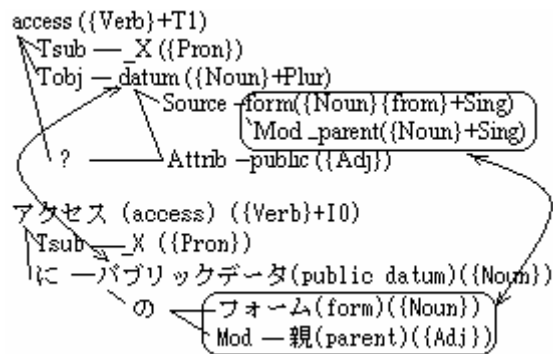 access ({Verb}+T1)
Tsub — _X ({Pron})
Tobj — datum ({Noun}+Plur)
Source —form({Noun}{from}+Sing)
`Mod _parent({Noun}+Sing)
? Attrib —public ({Adj})
アクセス (access) ({Verb}+I0)
Tsub — _X ({Pron})
に —パブリックデータ(public datum)({Noun})
の フォーム(form)({Noun})
Mod — 親(parent)({Adj})